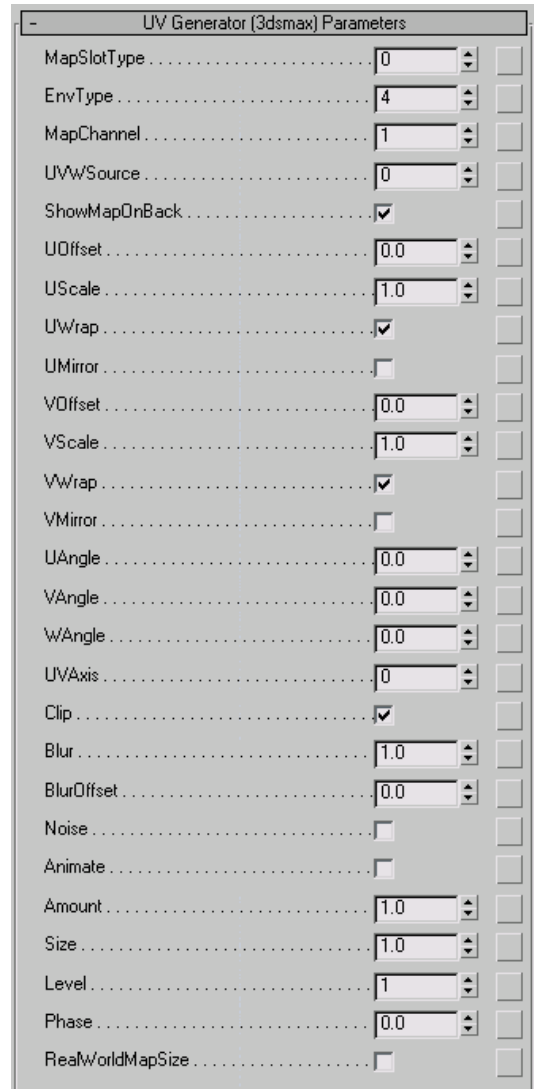 - UV Generator (3dsmax) Parameters
MapSlotType . . . . . . . . . . . . . . . . . . . . . . . . 0
EnvType . . . . . . . . . . . . . . . . . . . . . . . . . . . 4
MapChannel . . . . . . . . . . . . . . . . . . . . . . . . 1
UVWSource . . . . . . . . . . . . . . . . . . . . . . . . 0
ShowMapOnBack . . . . . . . . . . . . . . . . . . .
UOffset . . . . . . . . . . . . . . . . . . . . . . . . . . . . 0.0
UScale . . . . . . . . . . . . . . . . . . . . . . . . . . . . 1.0
UWrap . . . . . . . . . . . . . . . . . . . . . . . . . . . .
UMirror . . . . . . . . . . . . . . . . . . . . . . . . . . . .
VOffset . . . . . . . . . . . . . . . . . . . . . . . . . . . . 0.0
VScale . . . . . . . . . . . . . . . . . . . . . . . . . . . . 1.0
VWrap . . . . . . . . . . . . . . . . . . . . . . . . . . . .
VMirror . . . . . . . . . . . . . . . . . . . . . . . . . . . .
UAngle . . . . . . . . . . . . . . . . . . . . . . . . . . . . 0.0
VAngle . . . . . . . . . . . . . . . . . . . . . . . . . . . . 0.0
WAngle . . . . . . . . . . . . . . . . . . . . . . . . . . . 0.0
UVAxis . . . . . . . . . . . . . . . . . . . . . . . . . . . . 0
Clip . . . . . . . . . . . . . . . . . . . . . . . . . . . . . . .
Blur . . . . . . . . . . . . . . . . . . . . . . . . . . . . . . . 1.0
BlurOffset . . . . . . . . . . . . . . . . . . . . . . . . . . 0.0
Noise . . . . . . . . . . . . . . . . . . . . . . . . . . . . .
Animate . . . . . . . . . . . . . . . . . . . . . . . . . . .
Amount . . . . . . . . . . . . . . . . . . . . . . . . . . . . 1.0
Size . . . . . . . . . . . . . . . . . . . . . . . . . . . . . . . 1.0
Level . . . . . . . . . . . . . . . . . . . . . . . . . . . . . . 1
Phase . . . . . . . . . . . . . . . . . . . . . . . . . . . . . 0.0
RealWorldMapSize . . . . . . . . . . . . . . . . . .